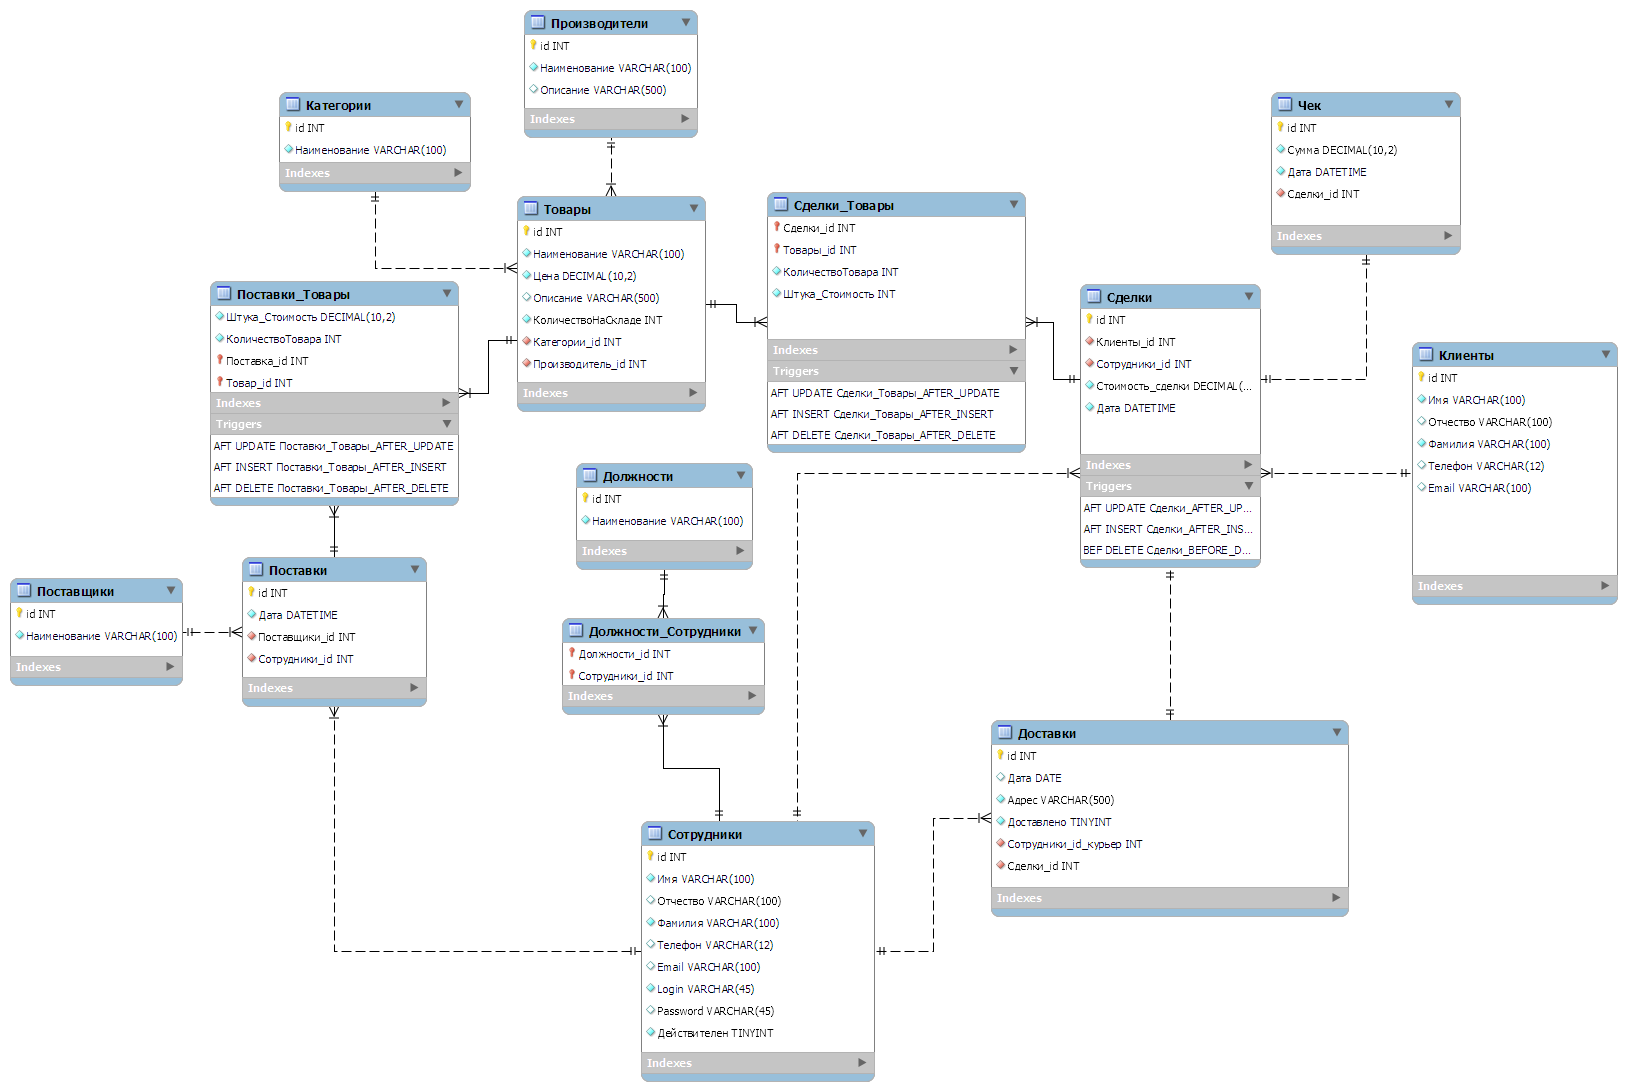 Производители
id INT
Наименование VARCHAR(100)
Описание VARCHAR(500)
Indexes
Категории
id INT
Наименование VARCHAR(100)
Indexes
Чек
id INT
Сумма DECIMAL(10,2)
Дата DATETIME
Сделки_id INT
Indexes
Товары
id INT
Наименование VARCHAR(100)
Цена DECIMAL(10,2)
Описание VARCHAR(500)
КоличествоНаСкладе INT
Категории_id INT
Производитель_id INT
Indexes
Сделки_Товары
Сделки_id INT
Товары_id INT
КоличествоТовара INT
Штука_Стоимость INT
Indexes
Triggers
AFT UPDATE Сделки_Товары_AFTER_UPDATE
AFT INSERT Сделки_Товары_AFTER_INSERT
AFT DELETE Сделки_Товары_AFTER_DELETE
Поставки_Товары
Штука_Стоимость DECIMAL(10,2)
КоличествоТовара INT
Поставка_id INT
Товар_id INT
Indexes
Triggers
AFT UPDATE Поставки_Товары_AFTER_UPDATE
AFT INSERT Поставки_Товары_AFTER_INSERT
AFT DELETE Поставки_Товары_AFTER_DELETE
Сделки
id INT
Клиенты_id INT
Сотрудники_id INT
Стоимость_сделки DECIMAL(...
Дата DATETIME
Indexes
Triggers
AFT UPDATE Сделки_AFTER_UP...
AFT INSERT Сделки_AFTER_INS...
BEF DELETE Сделки_BEFORE_D...
Клиенты
id INT
Имя VARCHAR(100)
Отчество VARCHAR(100)
Фамилия VARCHAR(100)
Телефон VARCHAR(12)
Email VARCHAR(100)
Indexes
Должности
id INT
Наименование VARCHAR(100)
Indexes
Поставщики
id INT
Наименование VARCHAR(100)
Indexes
Поставки
id INT
Дата DATETIME
Поставщики_id INT
Сотрудники_id INT
Indexes
Должности_Сотрудники
Должности_id INT
Сотрудники_id INT
Indexes
Доставки
id INT
Дата DATE
Адрес VARCHAR(500)
Доставлено TINYINT
Сотрудники_id_курьер INT
Сделки_id INT
Indexes
Сотрудники
id INT
Имя VARCHAR(100)
Отчество VARCHAR(100)
Фамилия VARCHAR(100)
Телефон VARCHAR(12)
Email VARCHAR(100)
Login VARCHAR(45)
Password VARCHAR(45)
Действителен TINYINT
Indexes